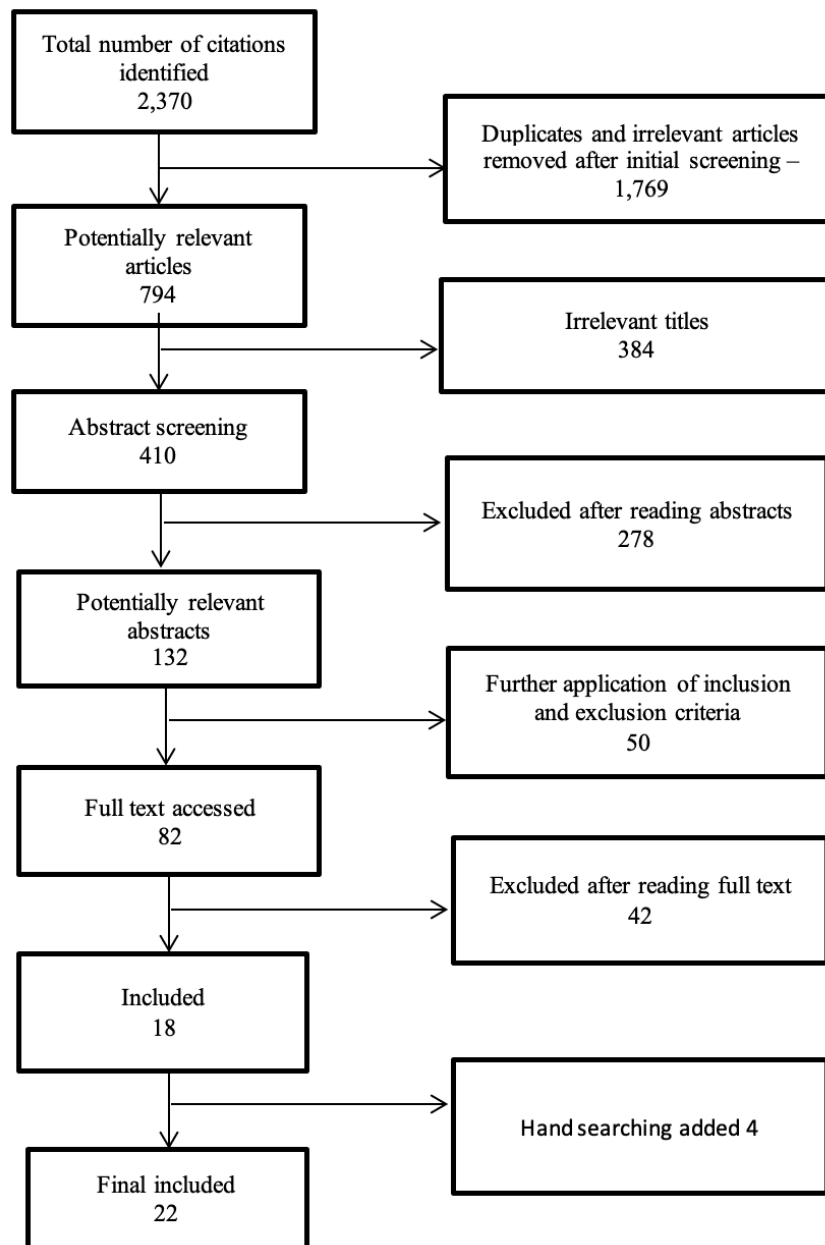 Total number of citations
identified
2,370
Duplicates and irrelevant articles
removed after initial screening –
1,769
Potentially relevant
articles
794
Irrelevant titles
384
Abstract screening
410
Excluded after reading abstracts
278
Potentially relevant
abstracts
132
Further application of inclusion
and exclusion criteria
50
Full text accessed
82
Excluded after reading full text
42
Included
18
Hand searching added 4
Final included
22